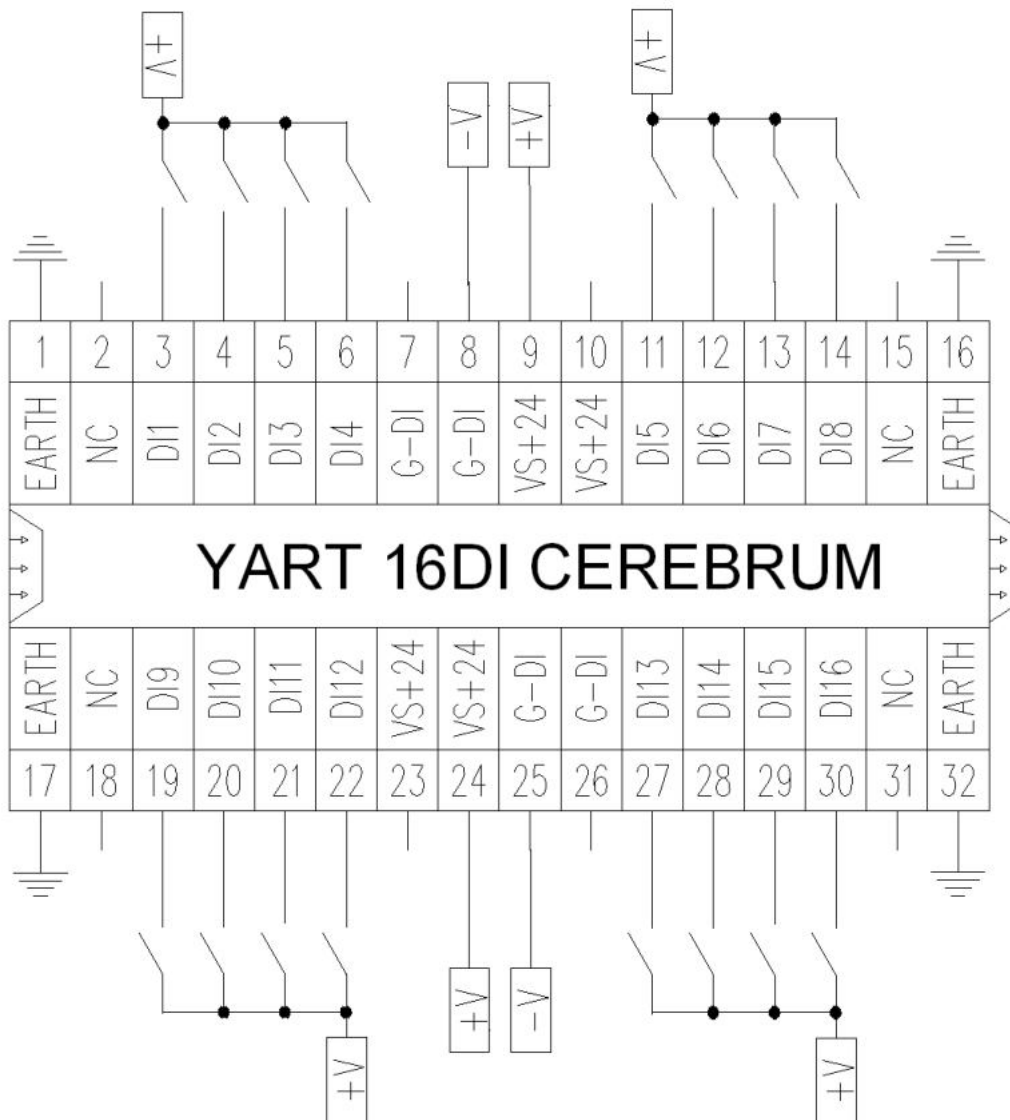 +V +V
-V +V
1 2 3 4 5 6 7 8 9 10 11 12 13 14 15 16
EARTH NC DI1 DI2 DI3 DI4 G-DI G-DI VS+24 VS+24 DI5 DI6 DI7 DI8 NC EARTH
YART 16DI CEREBRUM
EARTH NC DI9 DI10 DI11 DI12 VS+24 VS+24 G-DI G-DI DI13 DI14 DI15 DI16 NC EARTH
17 18 19 20 21 22 23 24 25 26 27 28 29 30 31 32
+V -V
+V +V